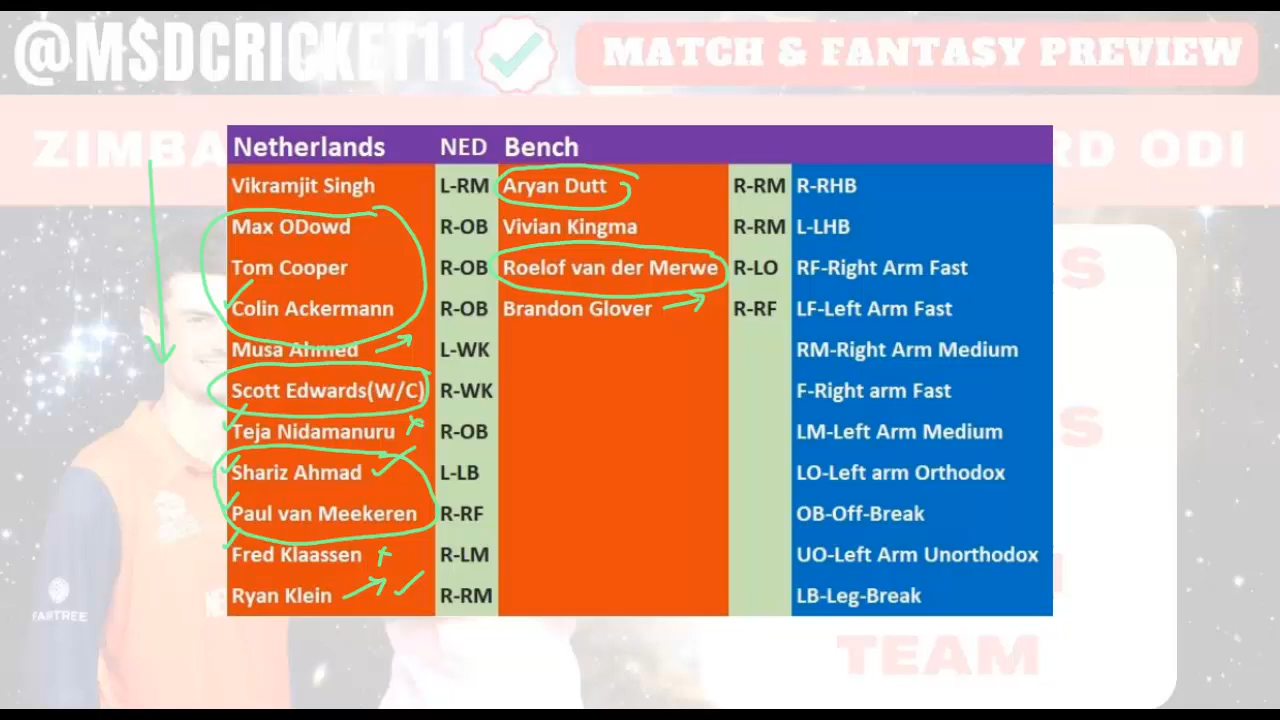 @MSDCRICKET11 MATCH & FANTASY PREVIEW
ZIMBA RD ODI
Netherlands NED Bench
Vikramjit Singh L-RM Aryan Dutt R-RM R-RHB
Max ODowd R-OB Vivian Kingma R-RM L-LHB
Tom Cooper R-OB Roelof van der Merwe R-LO RF-Right Arm Fast
Colin Ackermann R-OB Brandon Glover R-RF LF-Left Arm Fast
Musa Ahmed L-WK RM-Right Arm Medium
Scott Edwards(W/C) R-WK F-Right arm Fast
Teja Nidamanuru R-OB LM-Left Arm Medium
Shariz Ahmad L-LB LO-Left arm Orthodox
Paul van Meekeren R-RF OB-Off-Break
Fred Klaassen R-LM UO-Left Arm Unorthodox
Ryan Klein R-RM LB-Leg-Break
FAIRTREE
TEAM